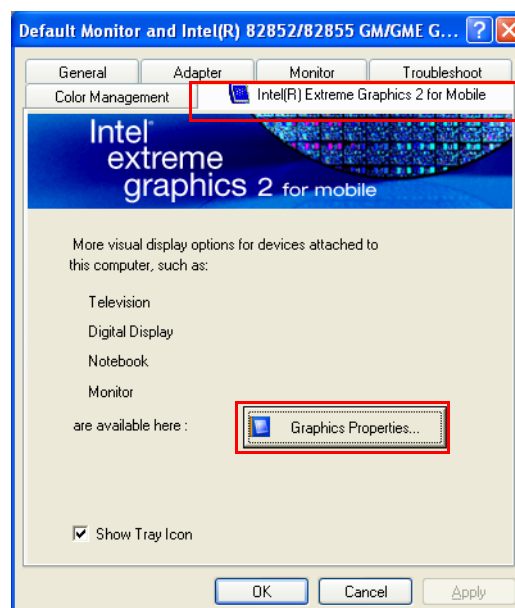 Default Monitor and Intel(R) 82852/82855 GM/GME G...
General Adapter Monitor Troubleshoot
Color Management Intel(R) Extreme Graphics 2 for Mobile
Intel®
extreme
graphics 2 for mobile
More visual display options for devices attached to
this computer, such as:
Television
Digital Display
Notebook
Monitor
are available here :
Graphics Properties...
Show Tray Icon
OK Cancel Apply